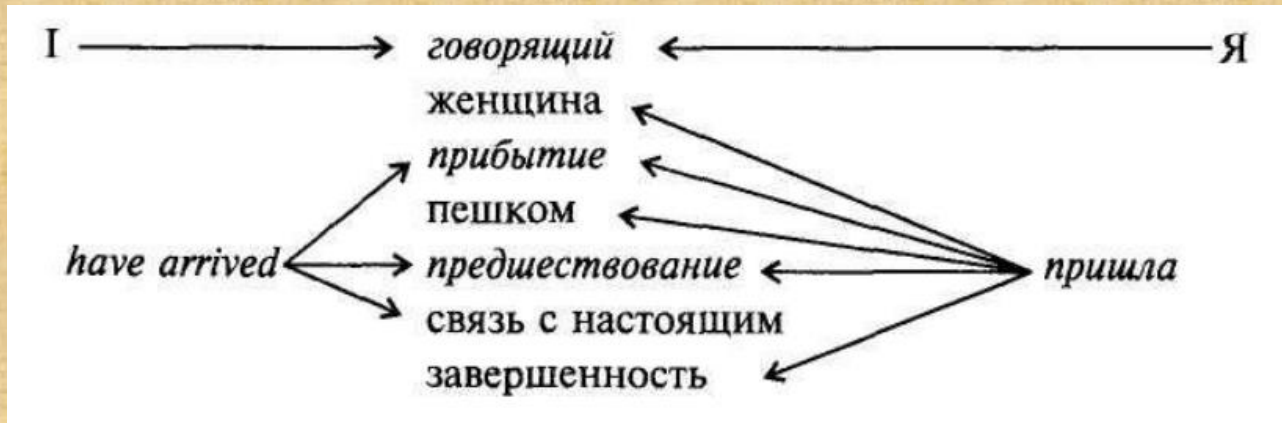 I говорящий Я
женщина
прибытие
пешком
have arrived предшествование пришла
связь с настоящим
завершенность